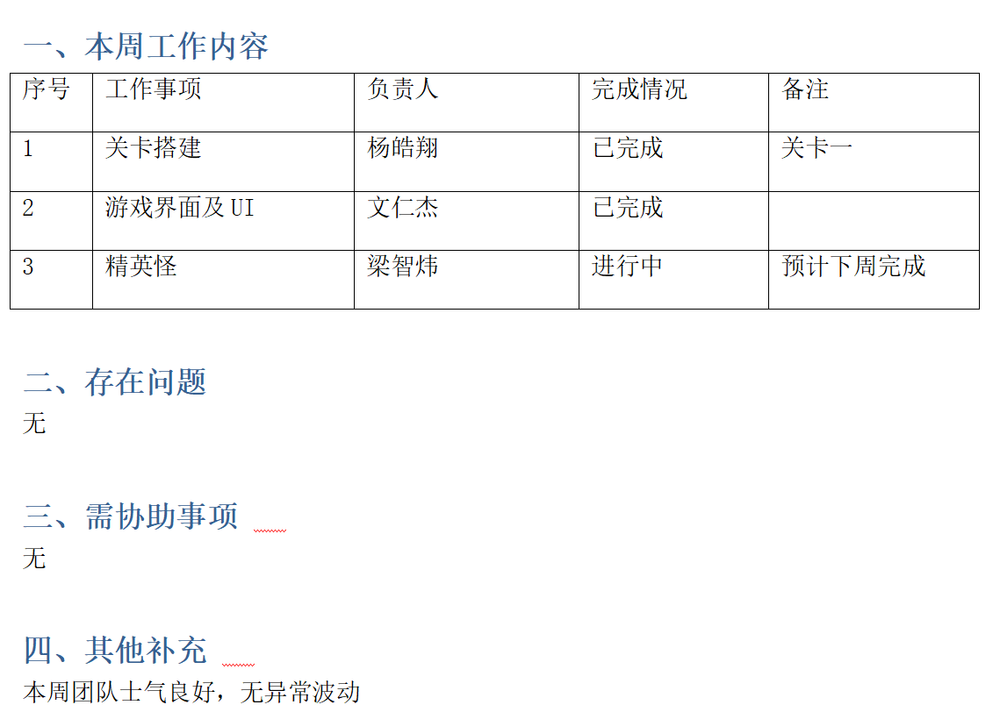 一、本周工作内容
序号 工作事项 负责人 完成情况 备注
1 关卡搭建 杨皓翔 已完成 关卡一
2 游戏界面及UI 文仁杰 已完成
3 精英怪 梁智炜 进行中 预计下周完成
二、存在问题
无
三、需协助事项
无
四、其他补充
本周团队士气良好，无异常波动